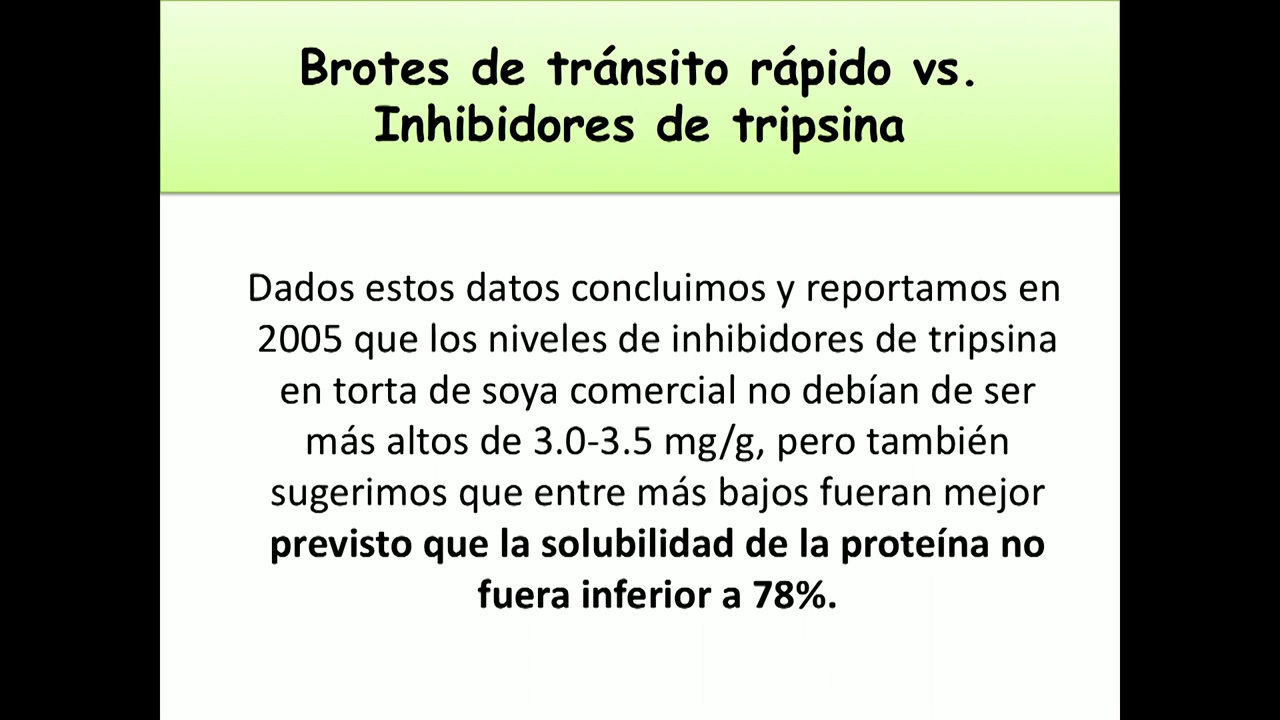 Brotes de tránsito rápido vs.
Inhibidores de tripsina
Dados estos datos concluimos y reportamos en
2005 que los niveles de inhibidores de tripsina
en torta de soya comercial no debían de ser
más altos de 3.0-3.5 mg/g, pero también
sugerimos que entre más bajos fueran mejor
previsto que la solubilidad de la proteína no
fuera inferior a 78%.